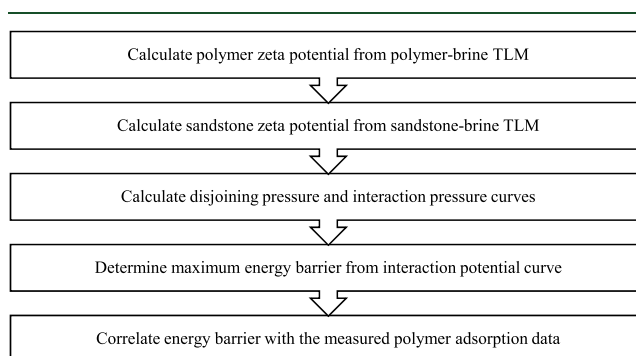 Calculate polymer zeta potential from polymer-brine TLM
Calculate sandstone zeta potential from sandstone-brine TLM
Calculate disjoining pressure and interaction pressure curves
Determine maximum energy barrier from interaction potential curve
Correlate energy barrier with the measured polymer adsorption data